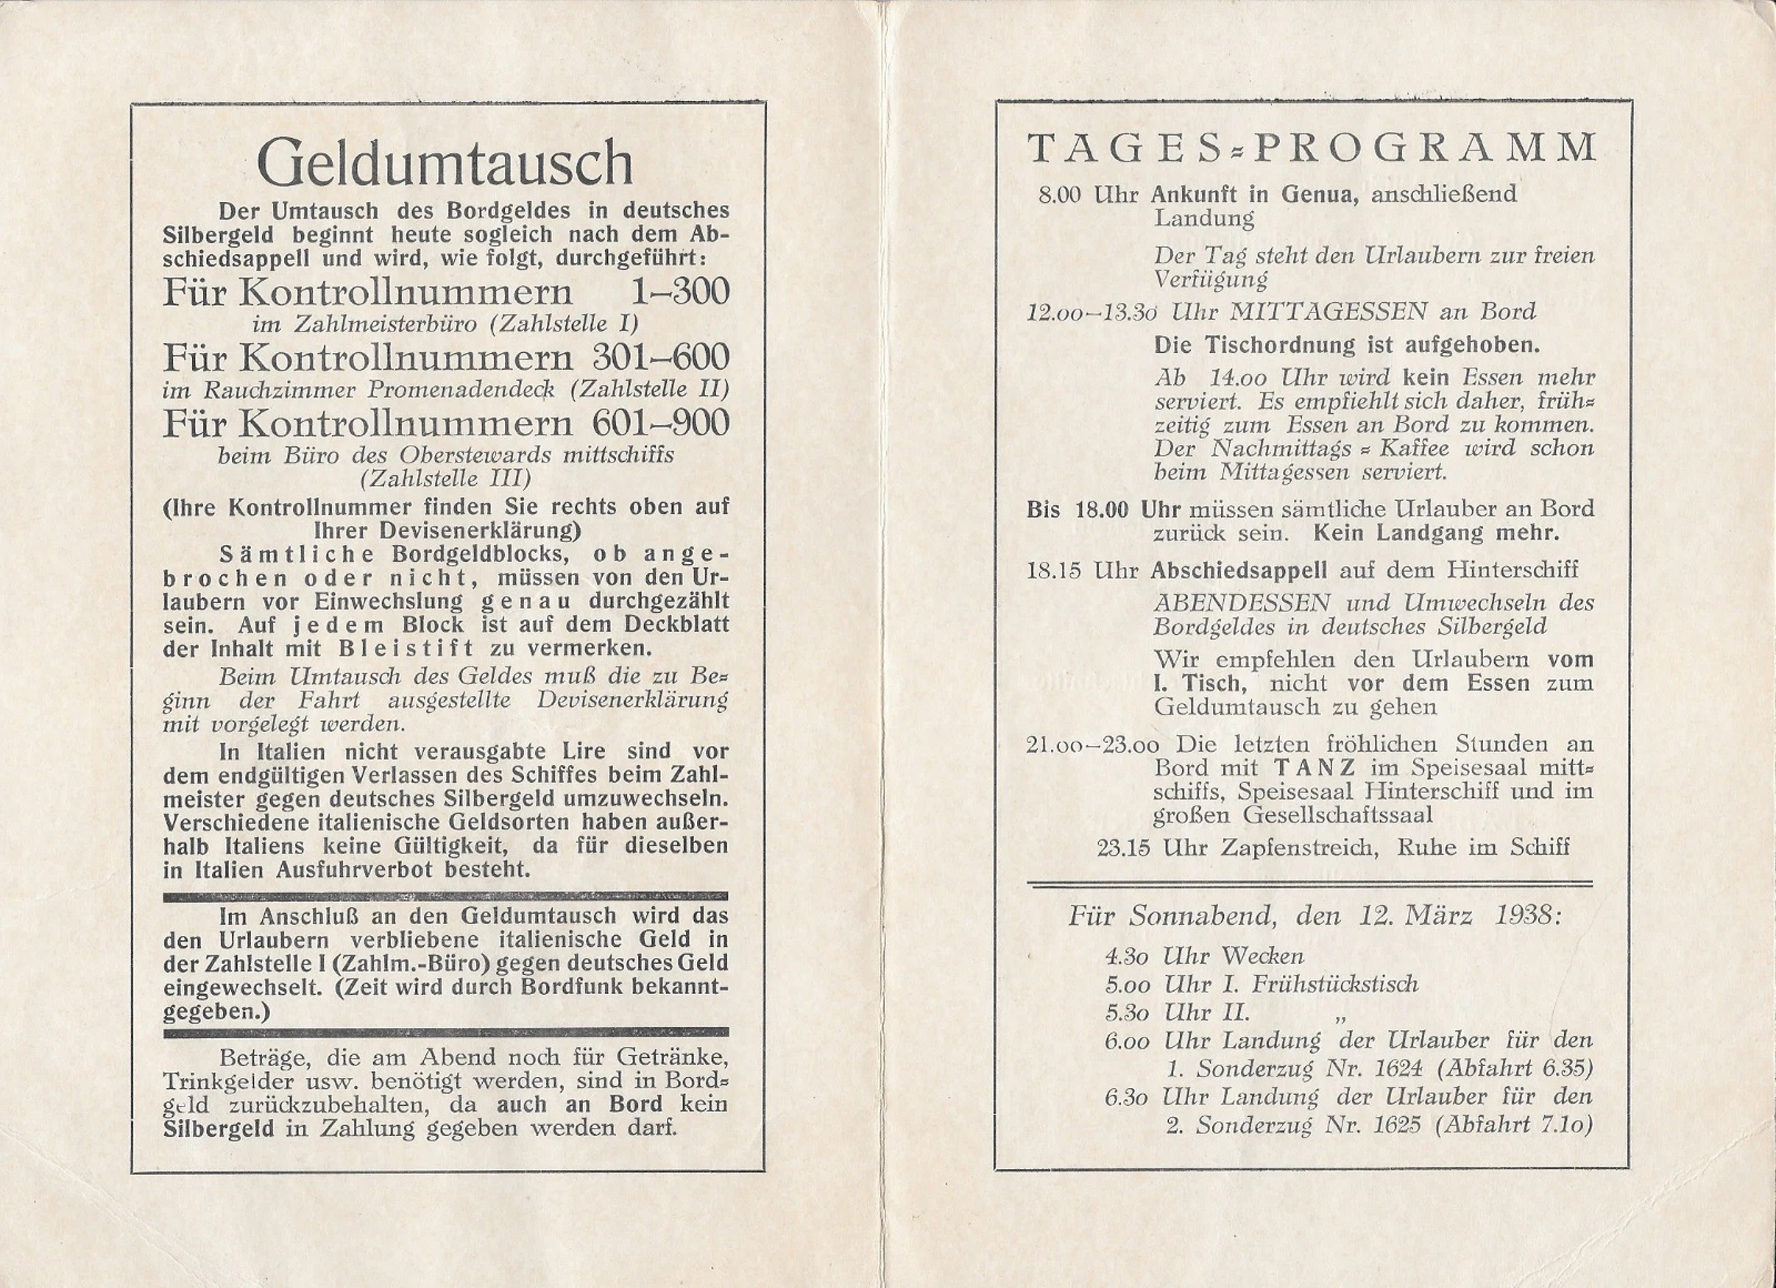 Geldumtausch
Der Umtausch des Bordgeldes in deutsches
Silbergeld beginnt heute sogleich nach dem Ab-
schiedsappell und wird, wie folgt, durchgeführt:
Für Kontrollnummern 1–300
im Zahlmeisterbüro (Zahlstelle I)
Für Kontrollnummern 301–600
im Rauchzimmer Promenadendeck (Zahlstelle II)
Für Kontrollnummern 601–900
beim Büro des Oberstewards mittschiffs
(Zahlstelle III)
(Ihre Kontrollnummer finden Sie rechts oben auf
Ihrer Devisenerklärung)
Sämtliche Bordgeldblocks, ob ange-
brochen oder nicht, müssen von den Ur-
laubern vor Einwechslung genau durchgezählt
sein. Auf jedem Block ist auf dem Deckblatt
der Inhalt mit Bleistift zu vermerken.
Beim Umtausch des Geldes muß die zu Be-
ginn der Fahrt ausgestellte Devisenerklärung
mit vorgelegt werden.
In Italien nicht verausgabte Lire sind vor
dem endgültigen Verlassen des Schiffes beim Zahl-
meister gegen deutsches Silbergeld umzuwechseln.
Verschiedene italienische Geldsorten haben außer-
halb Italiens keine Gültigkeit, da für dieselben
in Italien Ausfuhrverbot besteht.
Im Anschluß an den Geldumtausch wird das
den Urlaubern verbliebene italienische Geld in
der Zahlstelle I (Zahlm.-Büro) gegen deutsches Geld
eingewechselt. (Zeit wird durch Bordfunk bekannt-
gegeben.)
Beträge, die am Abend noch für Getränke,
Trinkgelder usw. benötigt werden, sind in Bord-
geld zurückzubehalten, da auch an Bord kein
Silbergeld in Zahlung gegeben werden darf.
TAGES-PROGRAMM
8.00 Uhr Ankunft in Genua, anschließend
Landung
Der Tag steht den Urlaubern zur freien
Verfügung
12.00–13.30 Uhr MITTAGESSEN an Bord
Die Tischordnung ist aufgehoben.
Ab 14.00 Uhr wird kein Essen mehr
serviert. Es empfiehlt sich daher, früh-
zeitig zum Essen an Bord zu kommen.
Der Nachmittags-Kaffee wird schon
beim Mittagessen serviert.
Bis 18.00 Uhr müssen sämtliche Urlauber an Bord
zurück sein. Kein Landgang mehr.
18.15 Uhr Abschiedsappell auf dem Hinterschiff
ABENDESSEN und Umwechseln des
Bordgeldes in deutsches Silbergeld
Wir empfehlen den Urlaubern vom
I. Tisch, nicht vor dem Essen zum
Geldumtausch zu gehen
21.00–23.00 Die letzten fröhlichen Stunden an
Bord mit TANZ im Speisesaal mitt-
schiffs, Speisesaal Hinterschiff und im
großen Gesellschaftssaal
23.15 Uhr Zapfenstreich, Ruhe im Schiff
Für Sonnabend, den 12. März 1938:
4.30 Uhr Wecken
5.00 Uhr I. Frühstückstisch
5.30 Uhr II. „
6.00 Uhr Landung der Urlauber für den
1. Sonderzug Nr. 1624 (Abfahrt 6.35)
6.30 Uhr Landung der Urlauber für den
2. Sonderzug Nr. 1625 (Abfahrt 7.10)